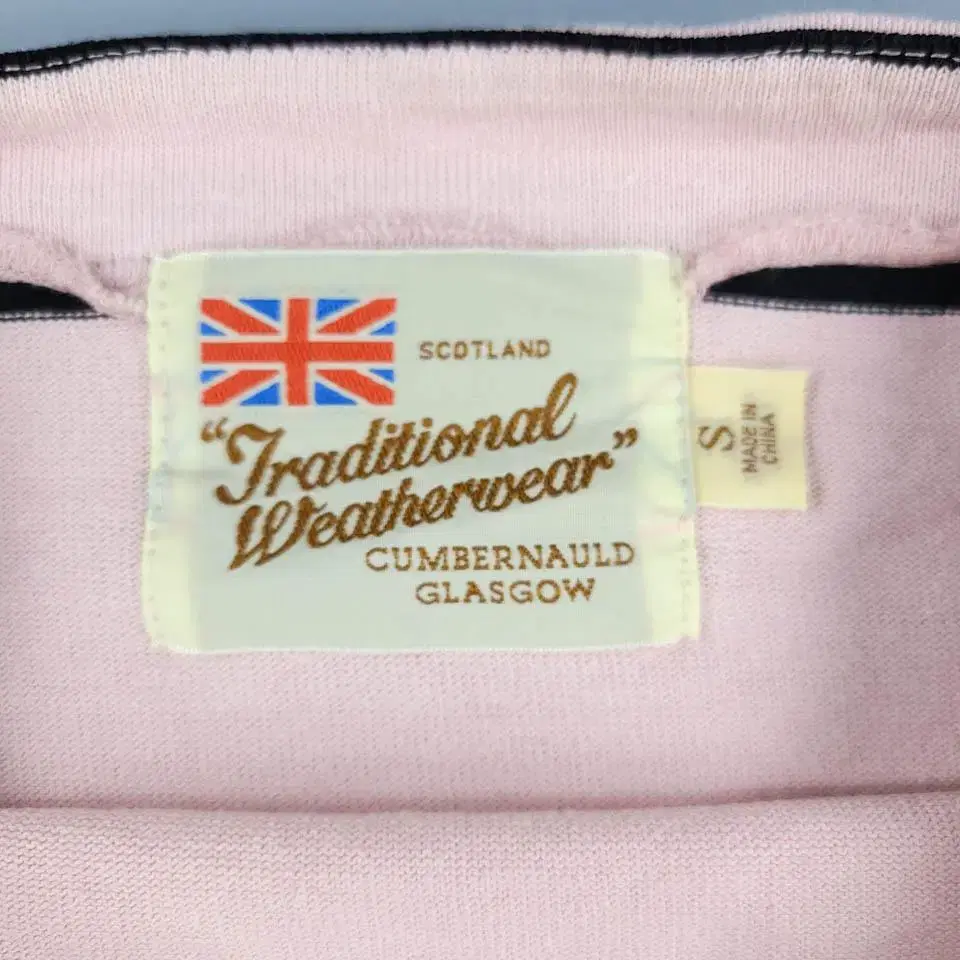 SCOTLAND
"Traditional
Weatherwear"
CUMBERNAULD
GLASGOW
S
MADE IN
CHINA